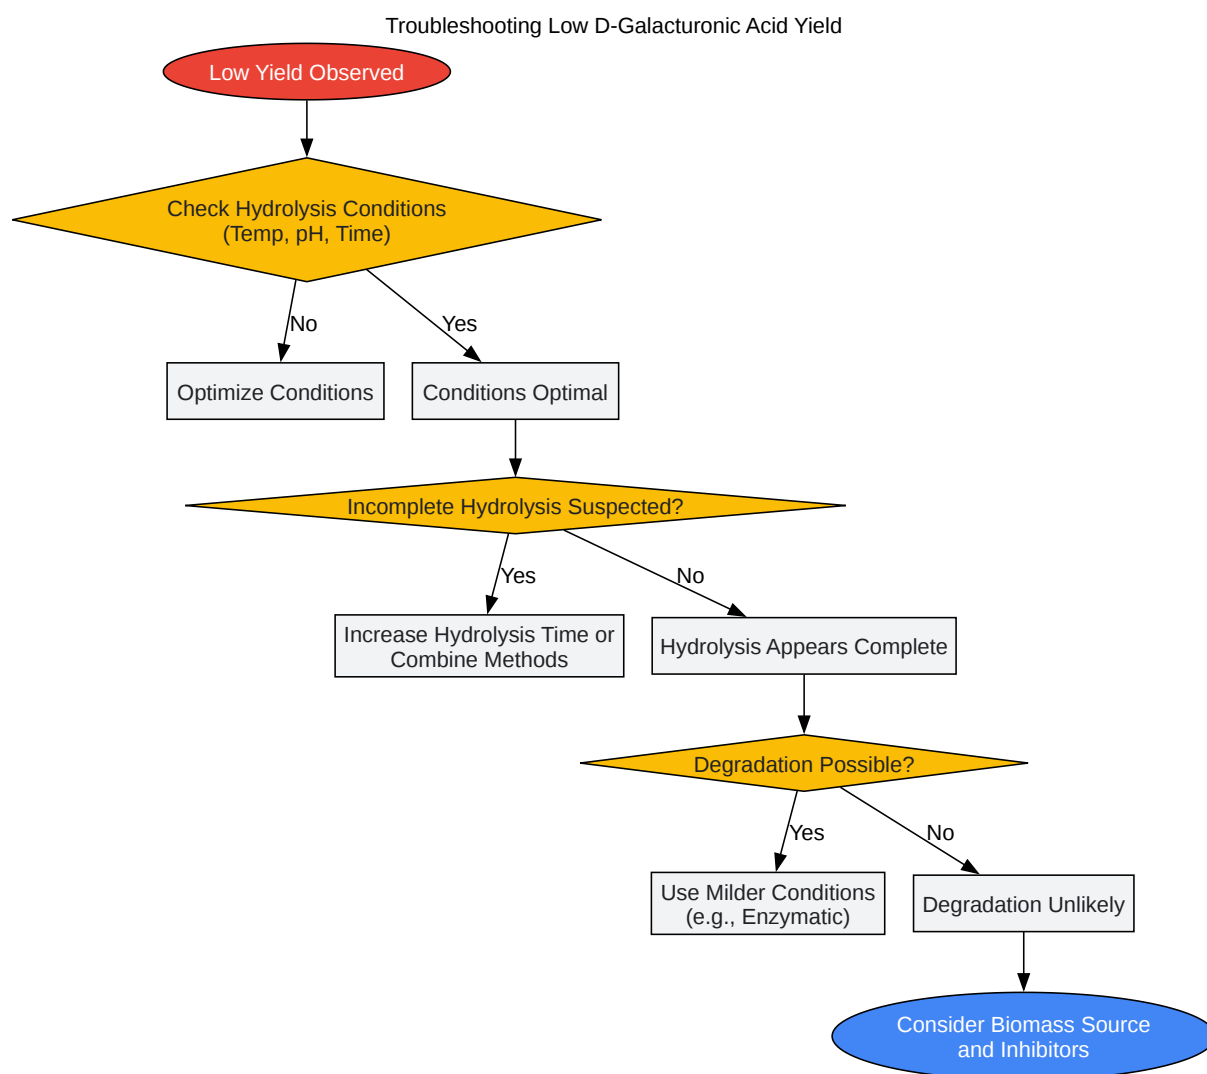 Troubleshooting Low D-Galacturonic Acid Yield
Low Yield Observed
Check Hydrolysis Conditions
(Temp, pH, Time)
No
Yes
Optimize Conditions
Conditions Optimal
Incomplete Hydrolysis Suspected?
Yes
No
Increase Hydrolysis Time or
Combine Methods
Hydrolysis Appears Complete
Degradation Possible?
Yes
No
Use Milder Conditions
(e.g., Enzymatic)
Degradation Unlikely
Consider Biomass Source
and Inhibitors